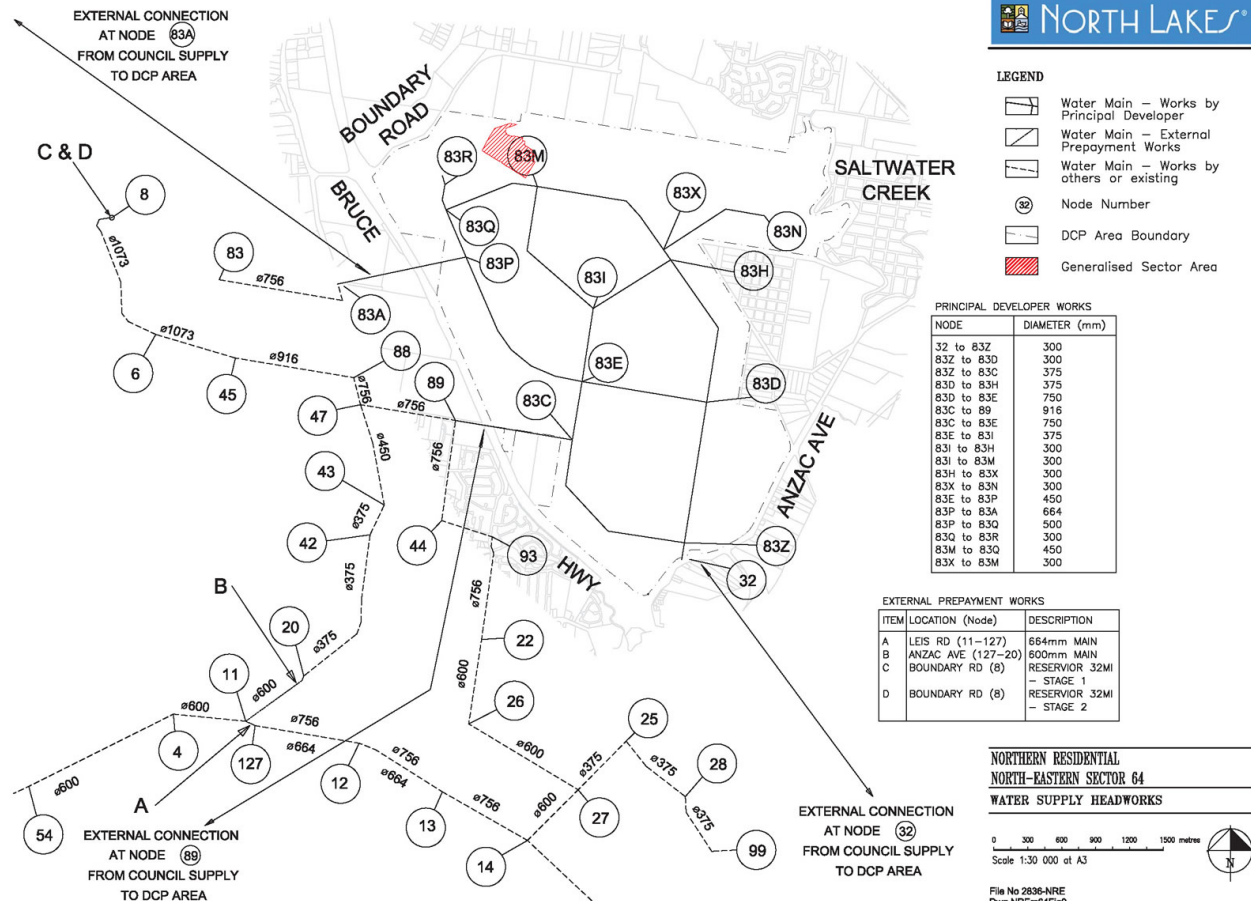 EXTERNAL CONNECTION
AT NODE 83A
FROM COUNCIL SUPPLY
TO DCP AREA
C & D
8
ø1073
83
ø756
83A
6
ø1073
45
ø916
88
ø756
47
ø756
89
ø450
43
ø375
42
ø375
ø756
44
93
B
20
ø375
11
ø600
ø600
4
127
ø756
ø664
12
ø756
ø664
13
ø756
14
ø600
54
A
ø756
22
ø600
26
ø600
27
ø600
ø375
25
ø375
28
ø375
99
BOUNDARY
ROAD
BRUCE
HWY
83R
83M
83Q
83P
83X
83N
83I
83H
83E
83D
83C
83Z
32
SALTWATER
CREEK
ANZAC AVE
EXTERNAL CONNECTION
AT NODE 89
FROM COUNCIL SUPPLY
TO DCP AREA
EXTERNAL CONNECTION
AT NODE 32
FROM COUNCIL SUPPLY
TO DCP AREA
NORTH LAKES
LEGEND
Water Main – Works by
Principal Developer
Water Main – External
Prepayment Works
Water Main – Works by
others or existing
32 Node Number
DCP Area Boundary
Generalised Sector Area
PRINCIPAL DEVELOPER WORKS
NODE DIAMETER (mm)
32 to 83Z 300
83Z to 83D 300
83Z to 83C 375
83D to 83H 375
83D to 83E 750
83C to 89 916
83C to 83E 750
83E to 83I 375
83I to 83H 300
83I to 83M 300
83H to 83X 300
83X to 83N 300
83E to 83P 450
83P to 83A 664
83P to 83Q 500
83Q to 83R 300
83M to 83Q 450
83X to 83M 300
EXTERNAL PREPAYMENT WORKS
ITEM LOCATION (Node) DESCRIPTION
A LEIS RD (11–127) 664mm MAIN
B ANZAC AVE (127–20) 600mm MAIN
C BOUNDARY RD (8) RESERVIOR 32Ml
– STAGE 1
D BOUNDARY RD (8) RESERVIOR 32Ml
– STAGE 2
NORTHERN RESIDENTIAL
NORTH-EASTERN SECTOR 64
WATER SUPPLY HEADWORKS
0 300 600 900 1200 1500 metres
Scale 1:30 000 at A3
N
File No 2836-NRE